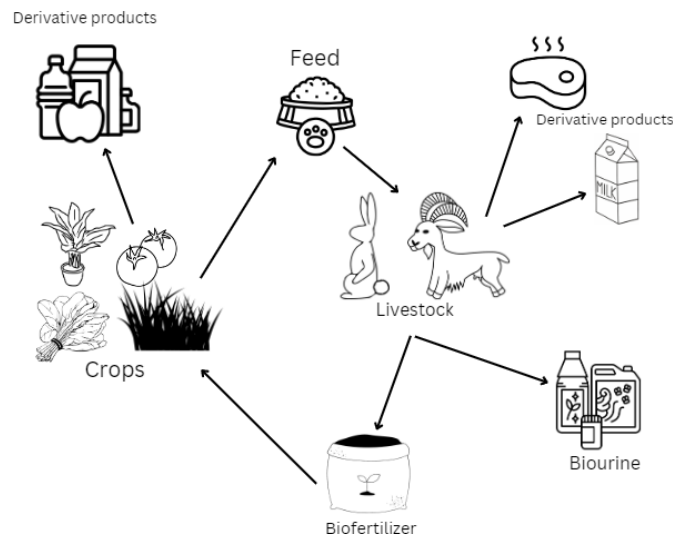 Derivative products
Feed
Derivative products
MILK
Livestock
Crops
Biourine
Biofertilizer